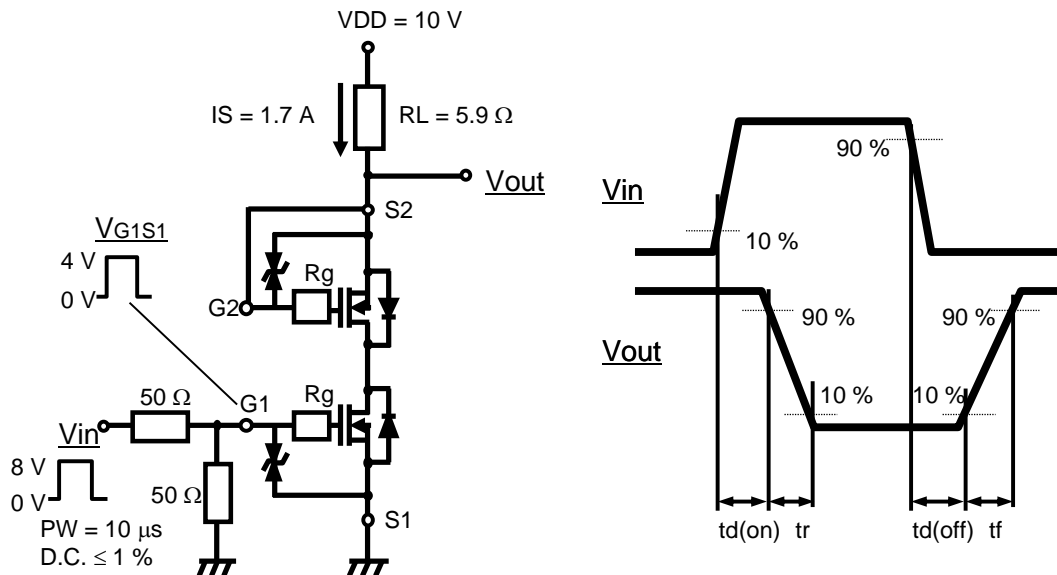 VDD = 10 V
IS = 1.7 A
RL = 5.9 Ω
Vout
S2
VG1S1
4 V
0 V
Rg
G2
50 Ω
G1
Rg
Vin
8 V
0 V
50 Ω
PW = 10 μs
D.C. ≤ 1 %
S1
Vin
90 %
10 %
Vout
90 %
90 %
10 %
10 %
td(on)
tr
td(off)
tf